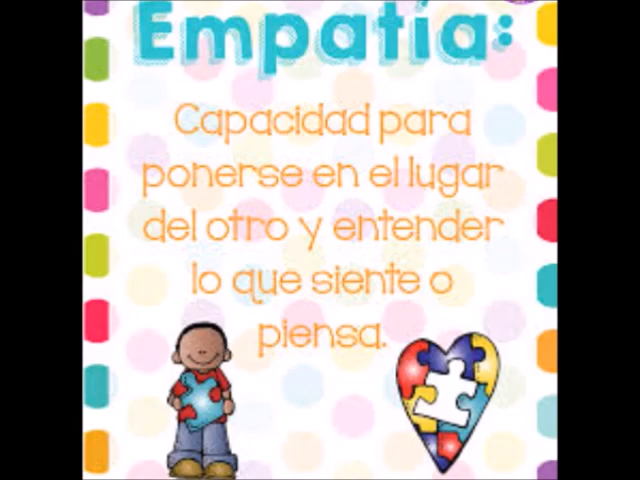 Empatía:
Capacidad para
ponerse en el lugar
del otro y entender
lo que siente o
piensa.